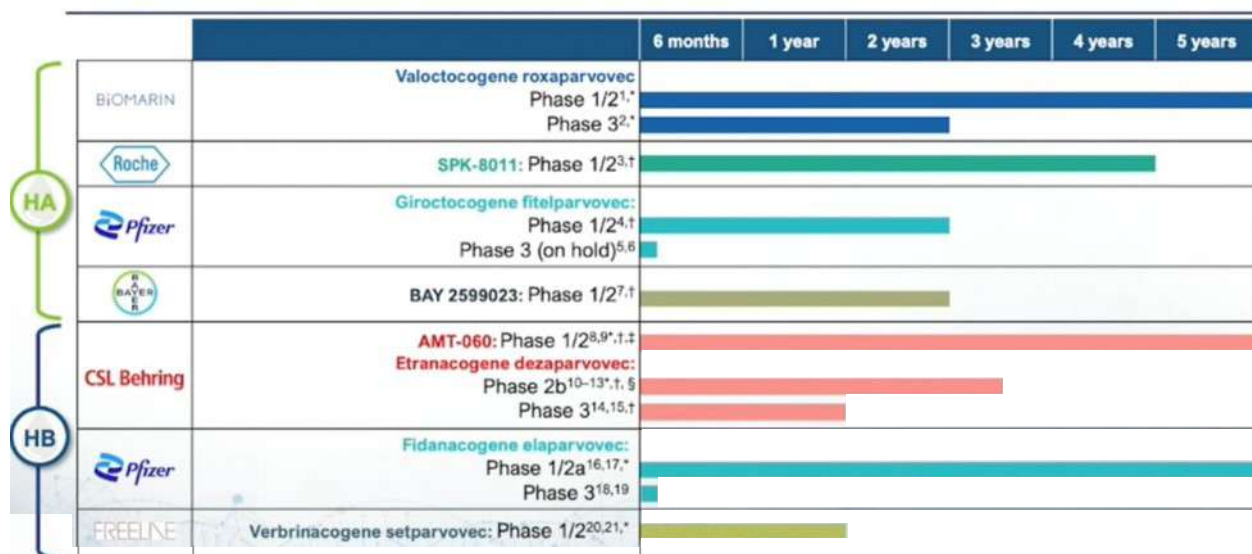 6 months 1 year 2 years 3 years 4 years 5 years
HA
BIOMARIN
Valoctocogene roxaparvovec
Phase 1/2¹,*
Phase 3²,*
Roche
SPK-8011: Phase 1/2³,†
Pfizer
Giroctocogene fitelparvovec:
Phase 1/2⁴,†
Phase 3 (on hold)⁵,⁶
BAYER
BAYER
BAY 2599023: Phase 1/2⁷,†
HB
CSL Behring
AMT-060: Phase 1/2⁸,⁹*,†,‡
Etranacogene dezaparvovec:
Phase 2b¹⁰⁻¹³*,†, §
Phase 3¹⁴,¹⁵,†
Pfizer
Fidanacogene elaparvovec:
Phase 1/2a¹⁶,¹⁷,*
Phase 3¹⁸,¹⁹
FREELINE
Verbrinacogene setparvovec: Phase 1/2²⁰,²¹,*